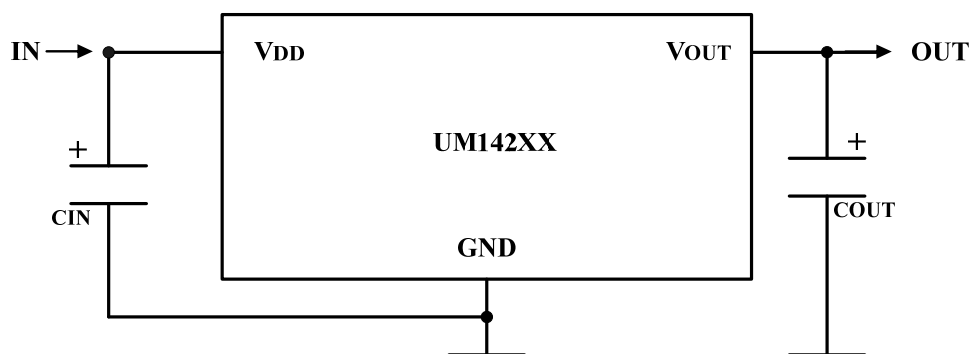 IN
VDD
VOUT
OUT
UM142XX
+
+
CIN
COUT
GND